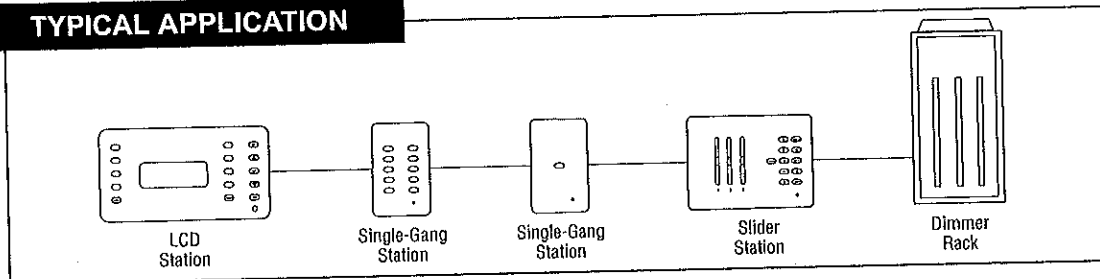 TYPICAL APPLICATION
LCD
Station
Single-Gang
Station
Single-Gang
Station
Slider
Station
Dimmer
Rack